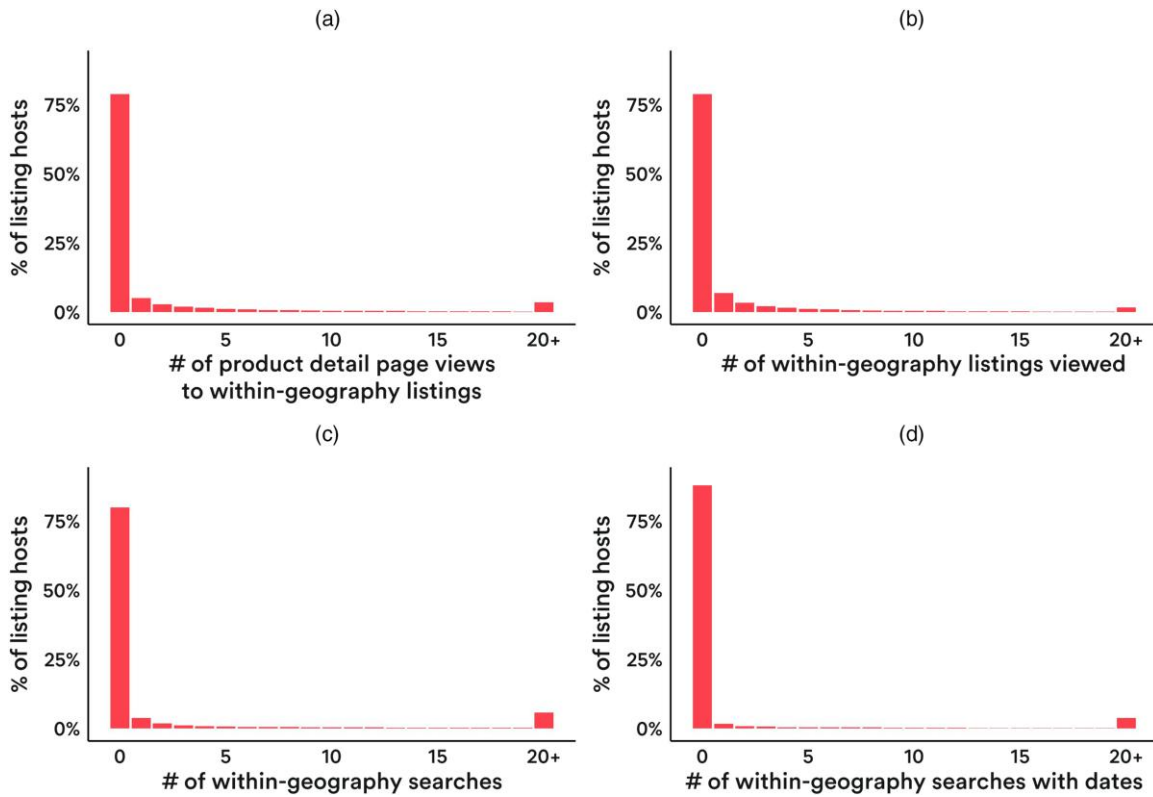 (a)
% of listing hosts
75%
50%
25%
0%
0 5 10 15 20+
# of product detail page views
to within-geography listings
(b)
% of listing hosts
75%
50%
25%
0%
0 5 10 15 20+
# of within-geography listings viewed
(c)
% of listing hosts
75%
50%
25%
0%
0 5 10 15 20+
# of within-geography searches
(d)
% of listing hosts
75%
50%
25%
0%
0 5 10 15 20+
# of within-geography searches with dates